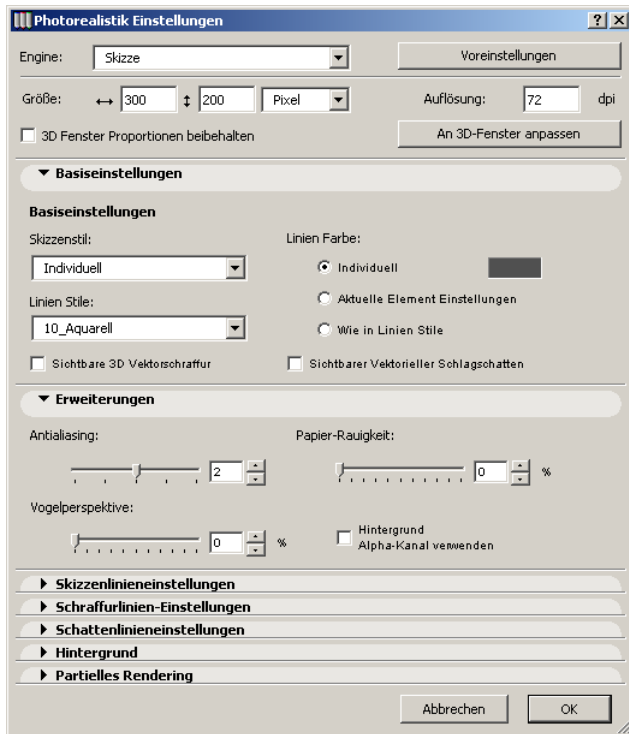 Photorealistik Einstellungen
Engine: Skizze Voreinstellungen
Größe: 300 200 Pixel Auflösung: 72 dpi
3D Fenster Proportionen beibehalten An 3D-Fenster anpassen
Basiseinstellungen
Basiseinstellungen
Skizzenstil: Linien Farbe:
Individuell Individuell
Aktuelle Element Einstellungen
Linien Stile:
10_Aquarell Wie in Linien Stile
Sichtbare 3D Vektorschraffur Sichtbarer Vektorieller Schlagschatten
Erweiterungen
Antialiasing: Papier-Rauigkeit:
2 0 %
Vogelperspektive:
0 % Hintergrund
Alpha-Kanal verwenden
Skizzenlinieneinstellungen
Schraffurlinien-Einstellungen
Schattenlinieneinstellungen
Hintergrund
Partielles Rendering
Abbrechen OK